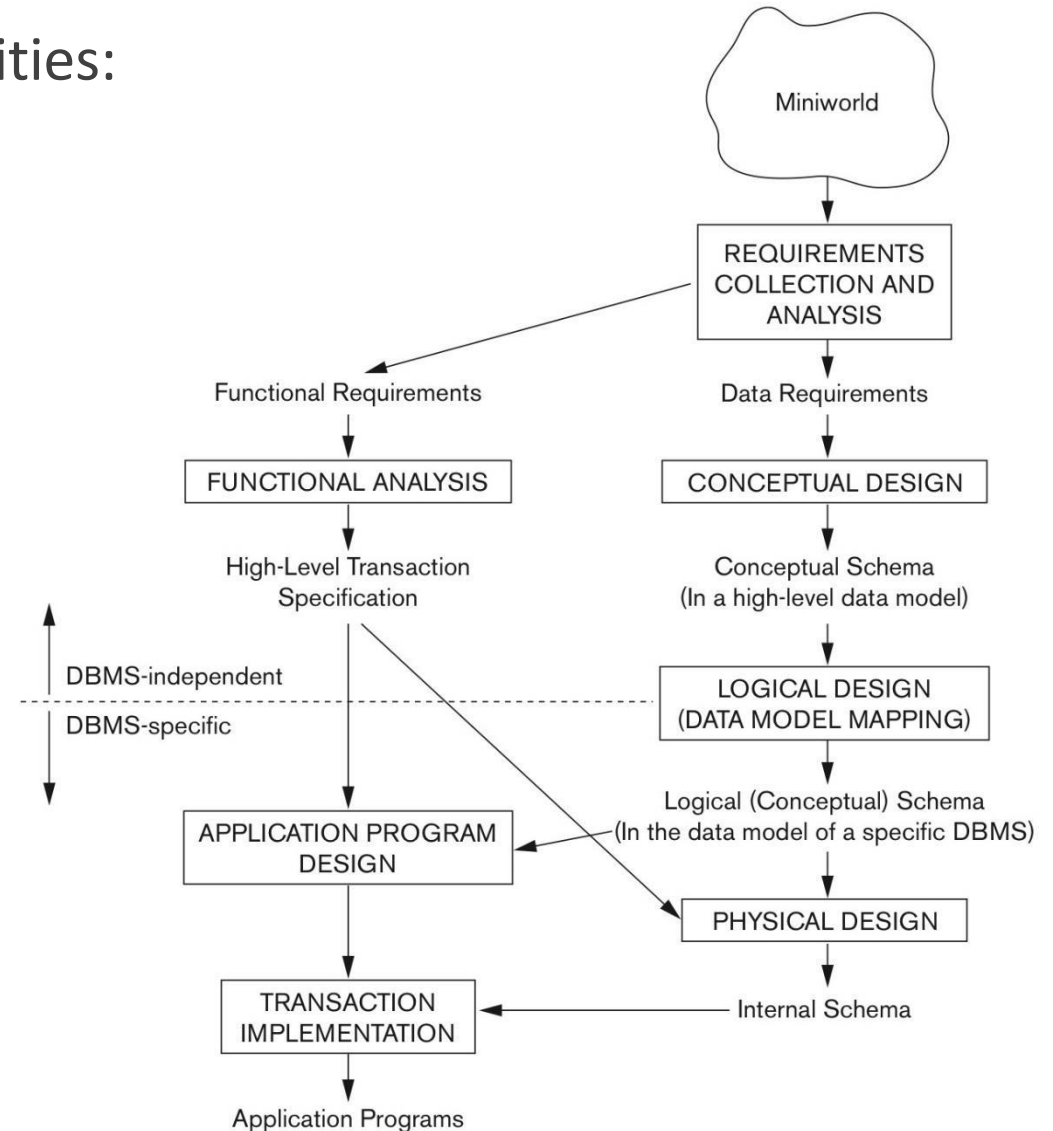 ities:
Miniworld
REQUIREMENTS
COLLECTION AND
ANALYSIS
Functional Requirements
Data Requirements
FUNCTIONAL ANALYSIS
CONCEPTUAL DESIGN
High-Level Transaction
Specification
Conceptual Schema
(In a high-level data model)
DBMS-independent
DBMS-specific
LOGICAL DESIGN
(DATA MODEL MAPPING)
Logical (Conceptual) Schema
(In the data model of a specific DBMS)
APPLICATION PROGRAM
DESIGN
PHYSICAL DESIGN
Internal Schema
TRANSACTION
IMPLEMENTATION
Application Programs